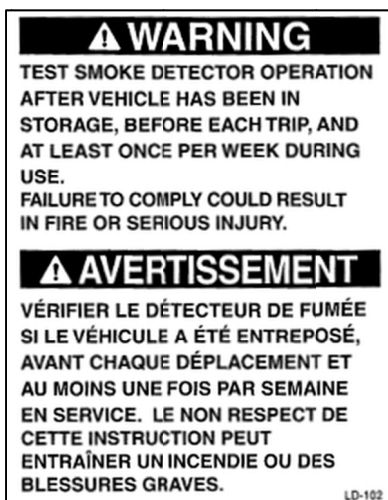 WARNING
TEST SMOKE DETECTOR OPERATION
AFTER VEHICLE HAS BEEN IN
STORAGE, BEFORE EACH TRIP, AND
AT LEAST ONCE PER WEEK DURING
USE.
FAILURE TO COMPLY COULD RESULT
IN FIRE OR SERIOUS INJURY.
AVERTISSEMENT
VÉRIFIER LE DÉTECTEUR DE FUMÉE
SI LE VÉHICULE A ÉTÉ ENTREPOSÉ,
AVANT CHAQUE DÉPLACEMENT ET
AU MOINS UNE FOIS PAR SEMAINE
EN SERVICE. LE NON RESPECT DE
CETTE INSTRUCTION PEUT
ENTRAÎNER UN INCENDIE OU DES
BLESSURES GRAVES.
LD-102